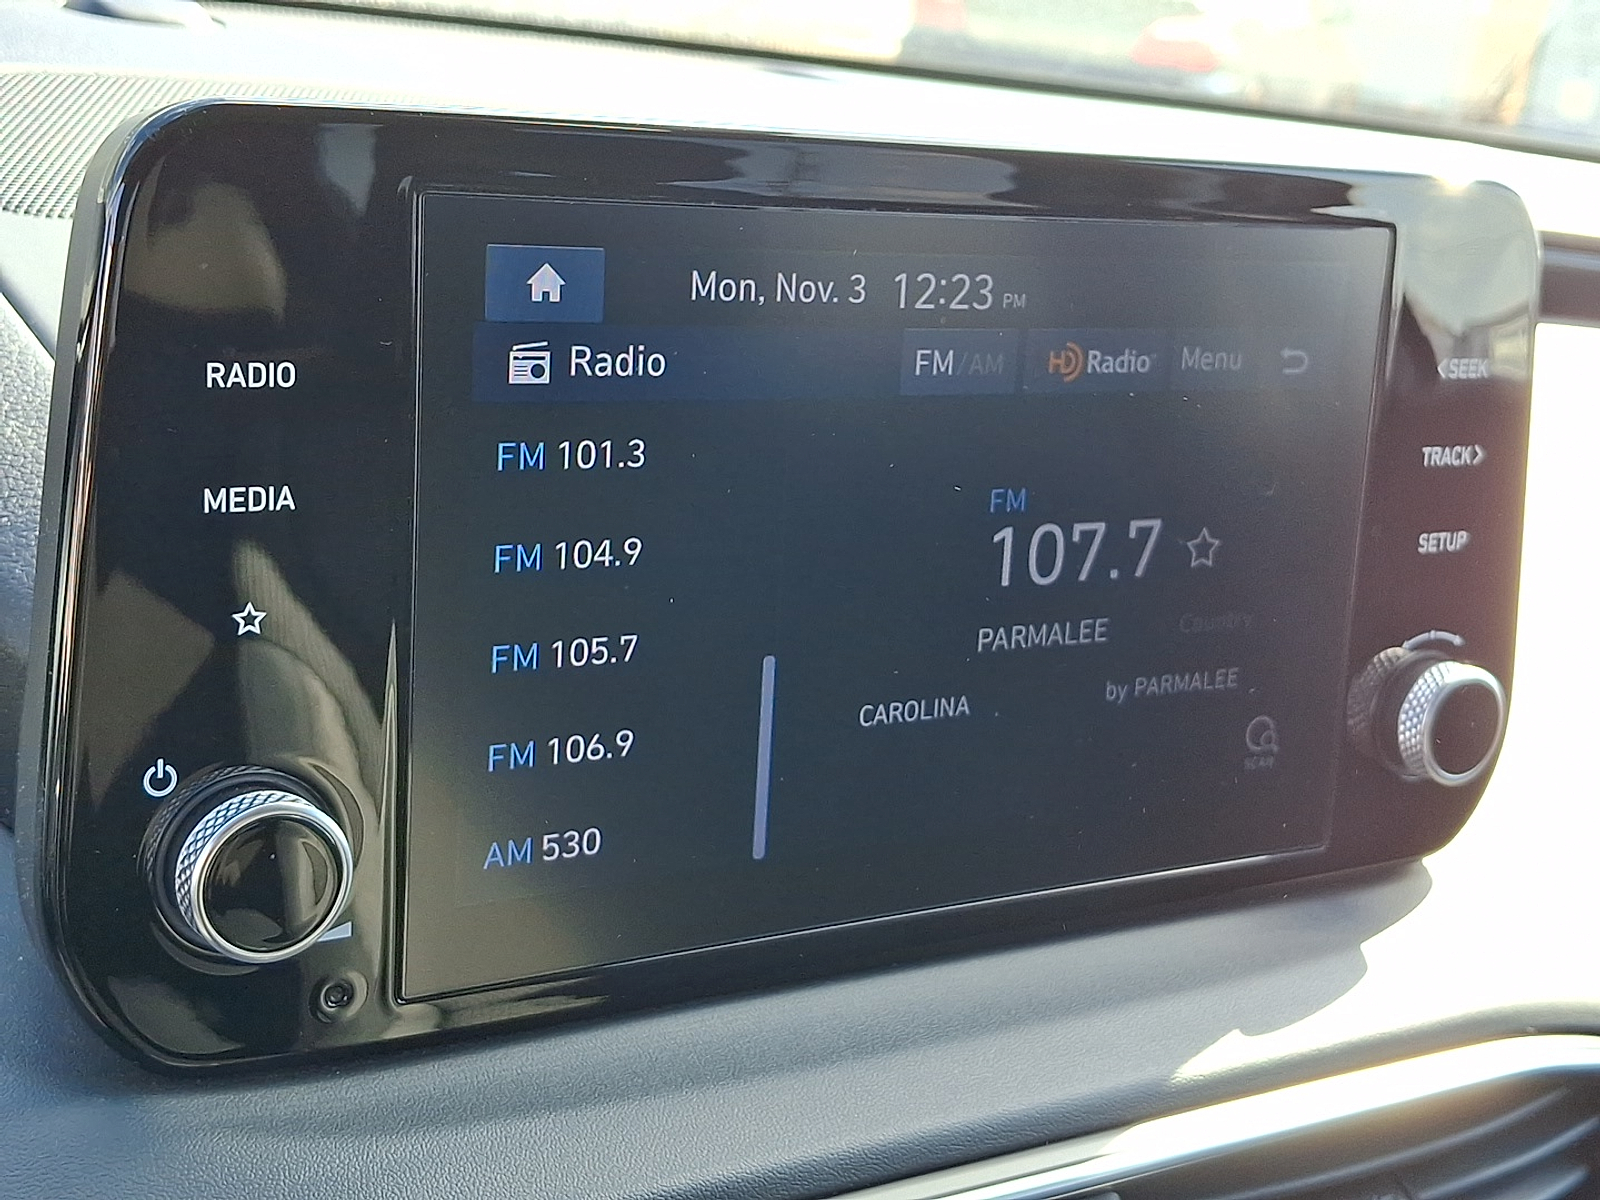 Mon, Nov. 3 12:23 PM
Radio FM/AM HD Radio Menu
RADIO
MEDIA
FM 101.3
FM 104.9
FM 105.7
FM 106.9
AM 530
FM
107.7
PARMALEE Country
CAROLINA by PARMALEE
SCAN
<SEEK
TRACK>
SETUP